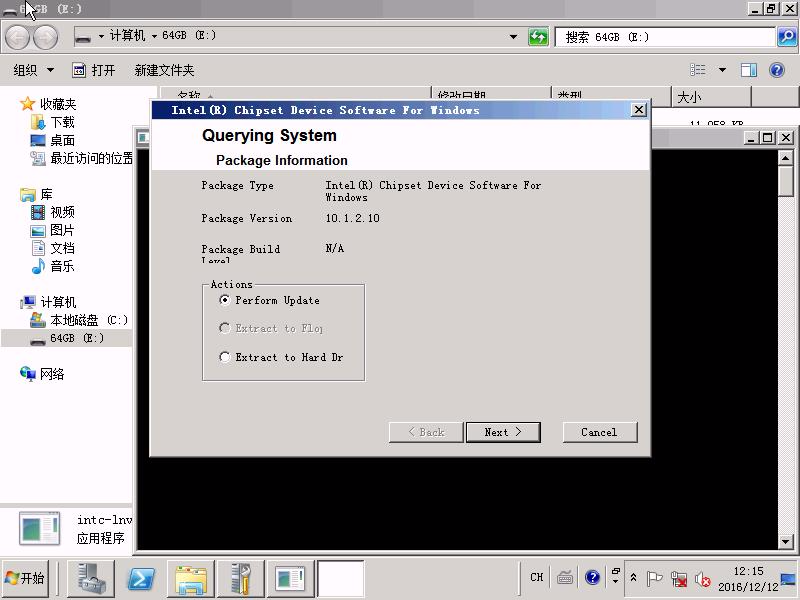 64GB (E:)
计算机
64GB (E:)
搜索 64GB (E:)
组织
打开
新建文件夹
名称
修改日期
类型
大小
11,058 KB
收藏夹
下载
桌面
最近访问的位置
库
视频
图片
文档
音乐
计算机
本地磁盘 (C:)
64GB (E:)
网络
Intel(R) Chipset Device Software For Windows
Querying System
Package Information
Package Type
Intel(R) Chipset Device Software For
Windows
Package Version
10.1.2.10
Package Build
Level
N/A
Actions
Perform Update
Extract to Flo
Extract to Hard Dr
< Back
Next >
Cancel
intc-lnv
应用程序
开始
CH
12:15
2016/12/12